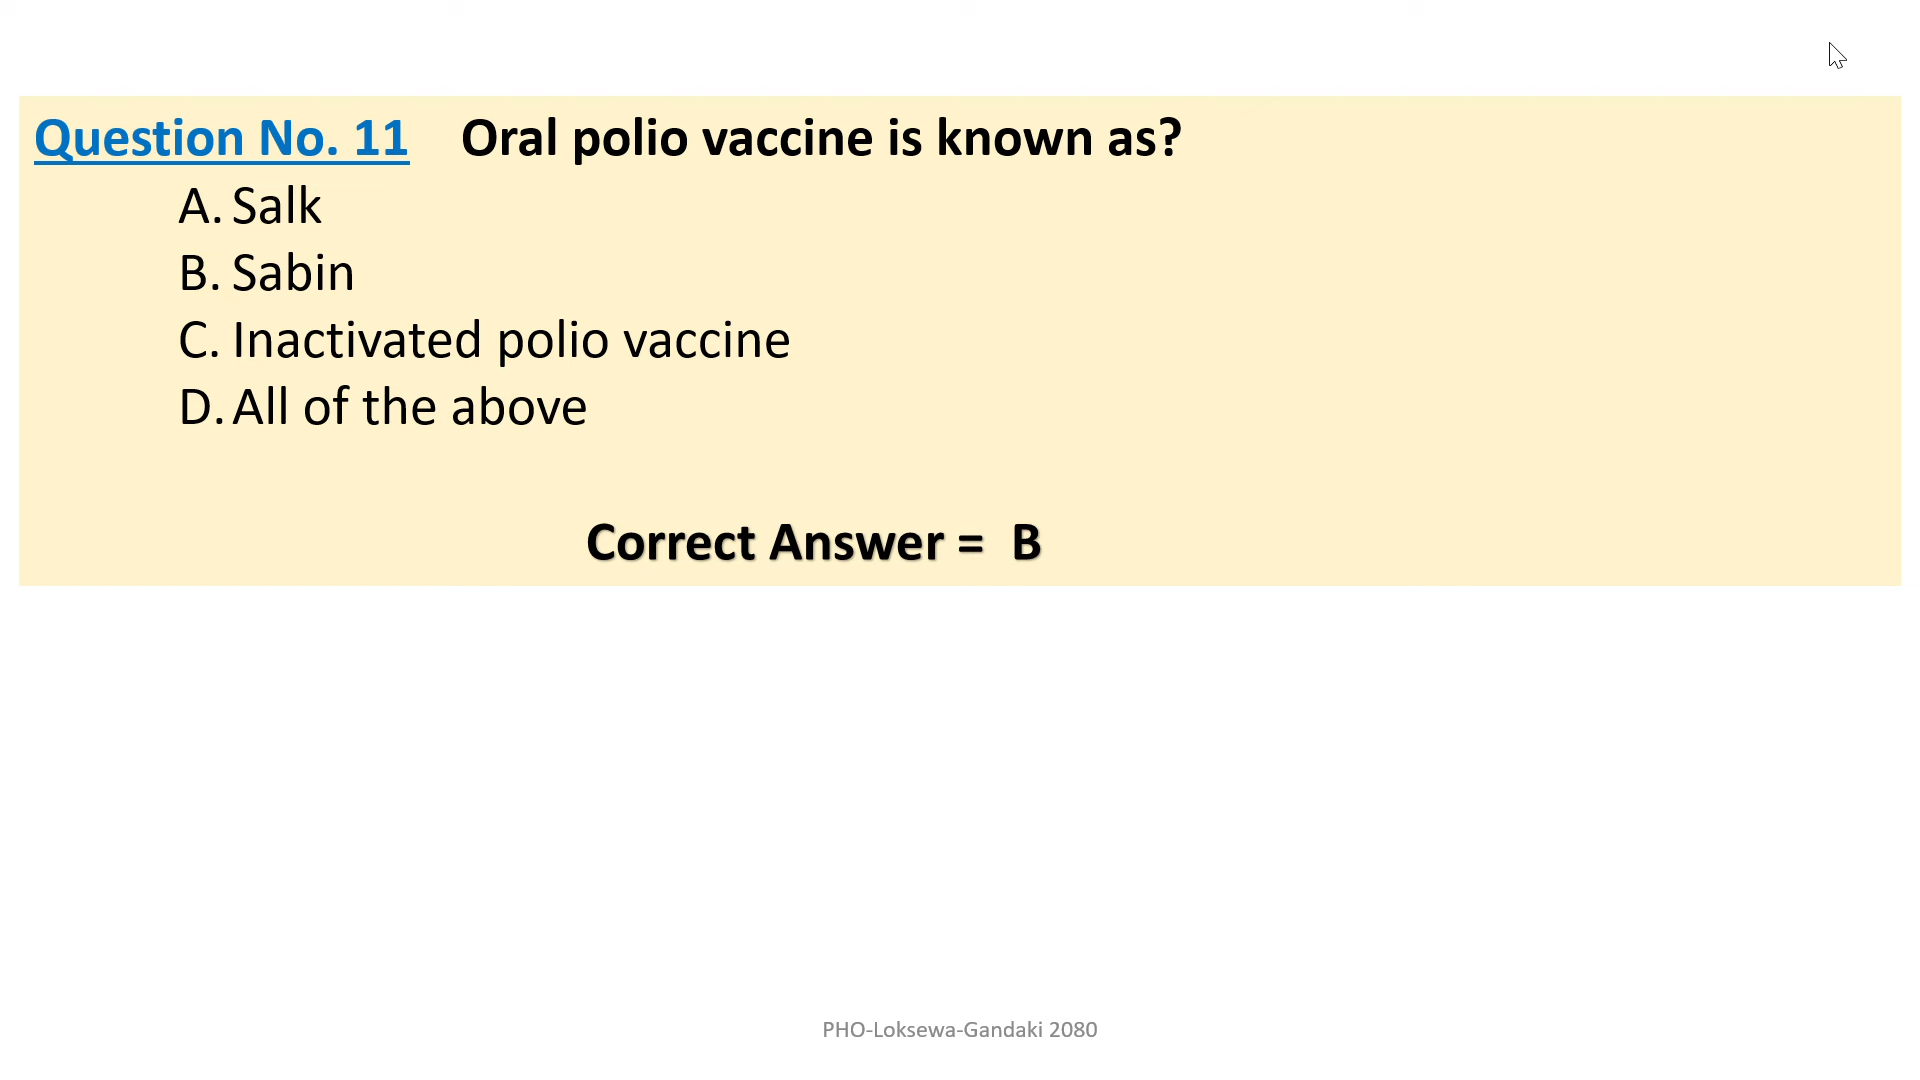 Question No. 11 Oral polio vaccine is known as?
A. Salk
B. Sabin
C. Inactivated polio vaccine
D. All of the above
Correct Answer = B
PHO-Loksewa-Gandaki 2080